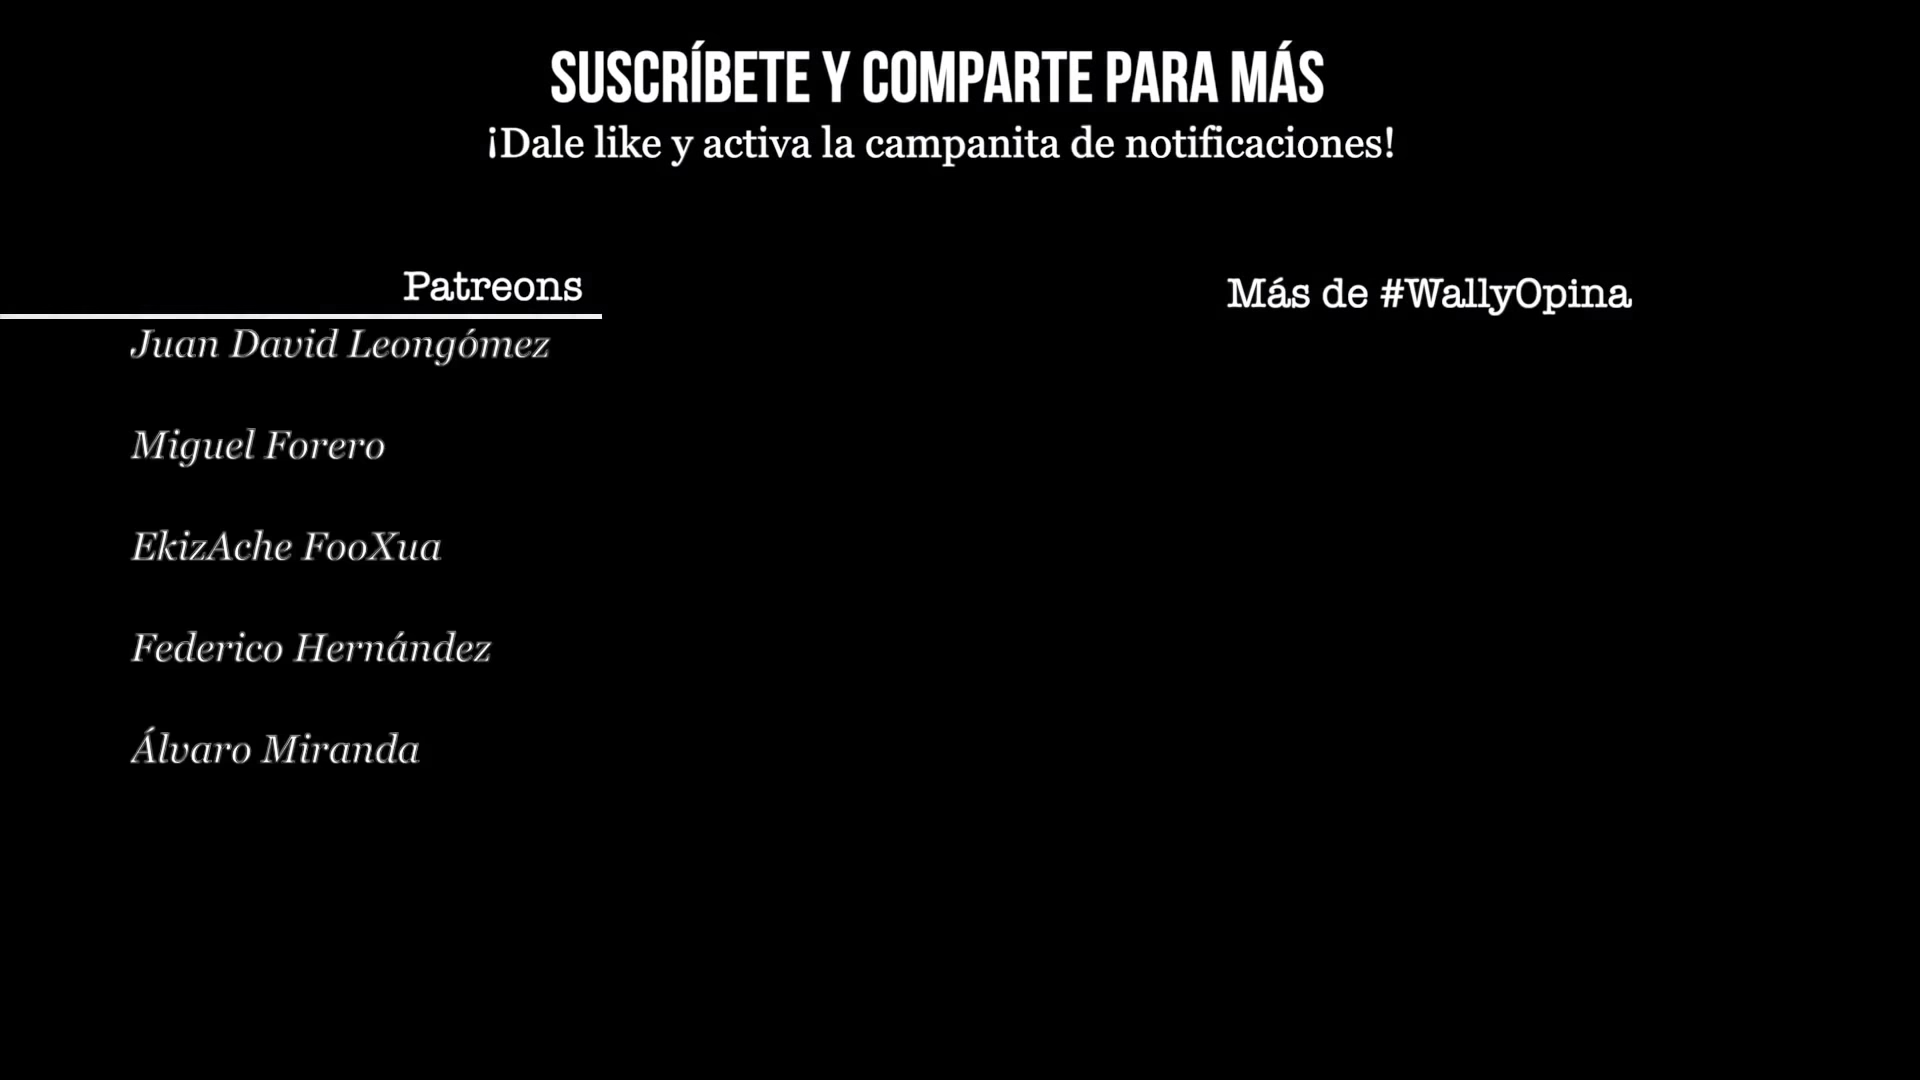 SUSCRÍBETE Y COMPARTE PARA MÁS
¡Dale like y activa la campanita de notificaciones!
Patreons
Juan David Leongómez
Miguel Forero
EkizAche FooXua
Federico Hernández
Álvaro Miranda
Más de #WallyOpina